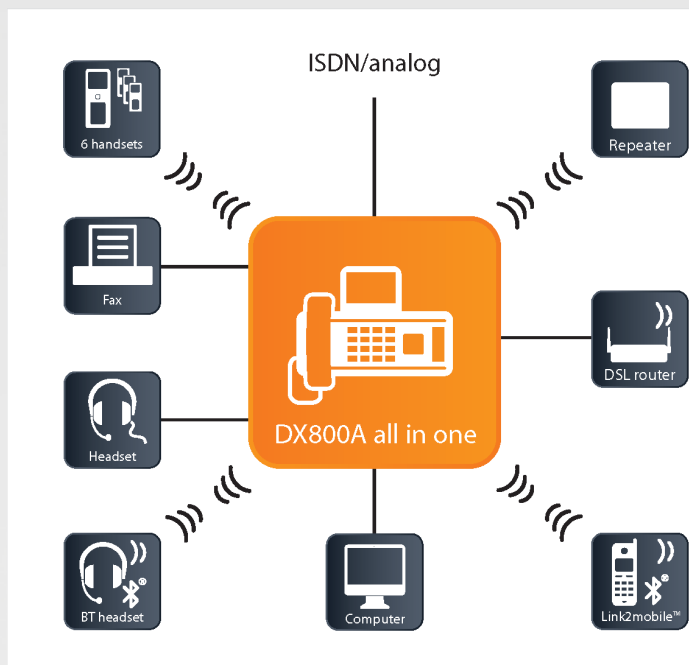 ISDN/analog
6 handsets
Repeater
Fax
DSL router
DX800A all in one
Headset
BT headset
Computer
Link2mobile™